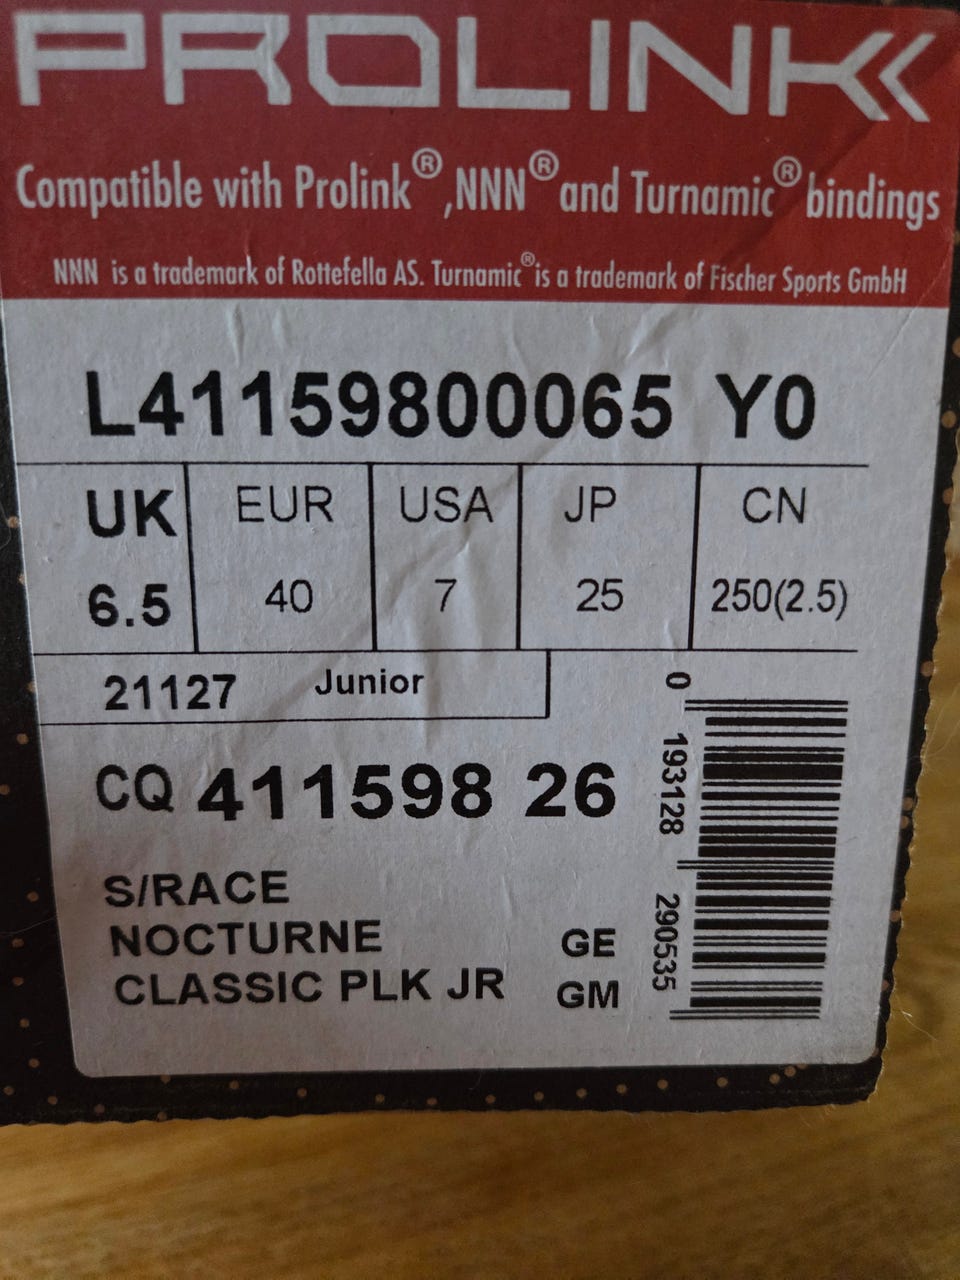 PROLINK
Compatible with Prolink®,NNN® and Turnamic® bindings
NNN is a trademark of Rottefella AS. Turnamic® is a trademark of Fischer Sports GmbH
L41159800065 Y0
UK EUR USA JP CN
6.5 40 7 25 250(2.5)
21127 Junior
CQ 411598 26
S/RACE
NOCTURNE GE
CLASSIC PLK JR GM
0 193128 290535